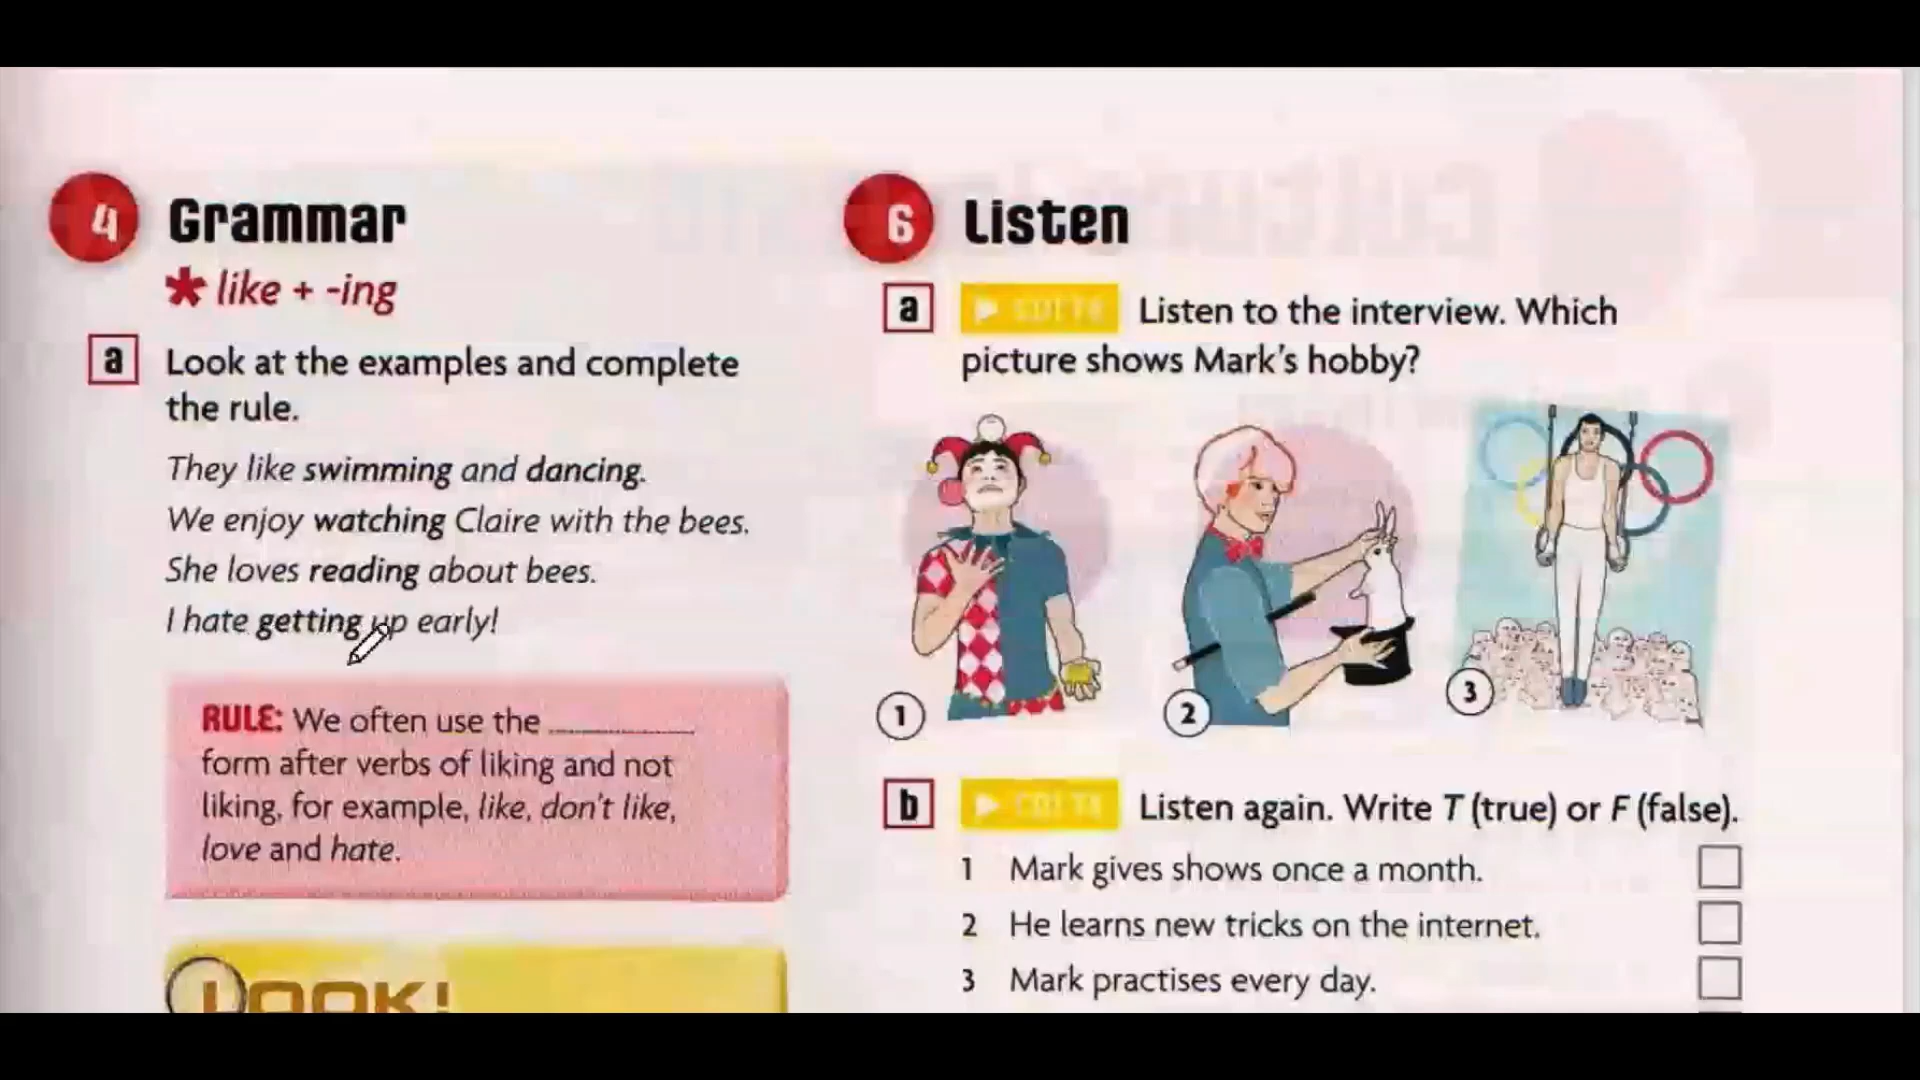 4 Grammar
* like + -ing
a Look at the examples and complete
the rule.
They like swimming and dancing.
We enjoy watching Claire with the bees.
She loves reading about bees.
I hate getting up early!
RULE: We often use the
form after verbs of liking and not
liking, for example, like, don't like,
love and hate.
LOOK!
6 Listen
a Listen to the interview. Which
picture shows Mark's hobby?
1
2
3
b Listen again. Write T (true) or F (false).
1 Mark gives shows once a month.
2 He learns new tricks on the internet.
3 Mark practises every day.